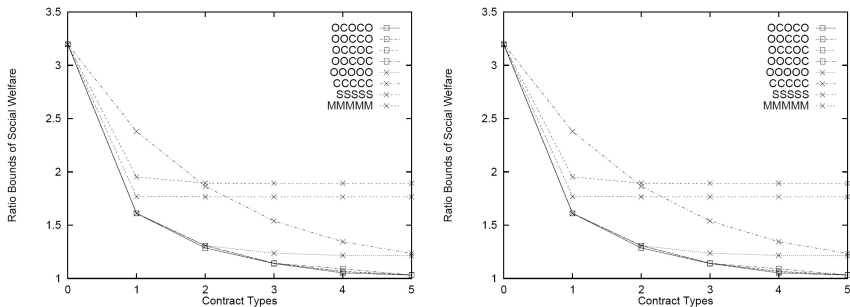 3.5
3
2.5
2
1.5
1
0 1 2 3 4 5
Ratio Bounds of Social Welfare
Contract Types
OCOCO
OOCCO
OCCOC
OOCOC
OOOOO
CCCCC
SSSSS
MMMMM
3.5
3
2.5
2
1.5
1
0 1 2 3 4 5
Ratio Bounds of Social Welfare
Contract Types
OCOCO
OOCCO
OCCOC
OOCOC
OOOOO
CCCCC
SSSSS
MMMMM